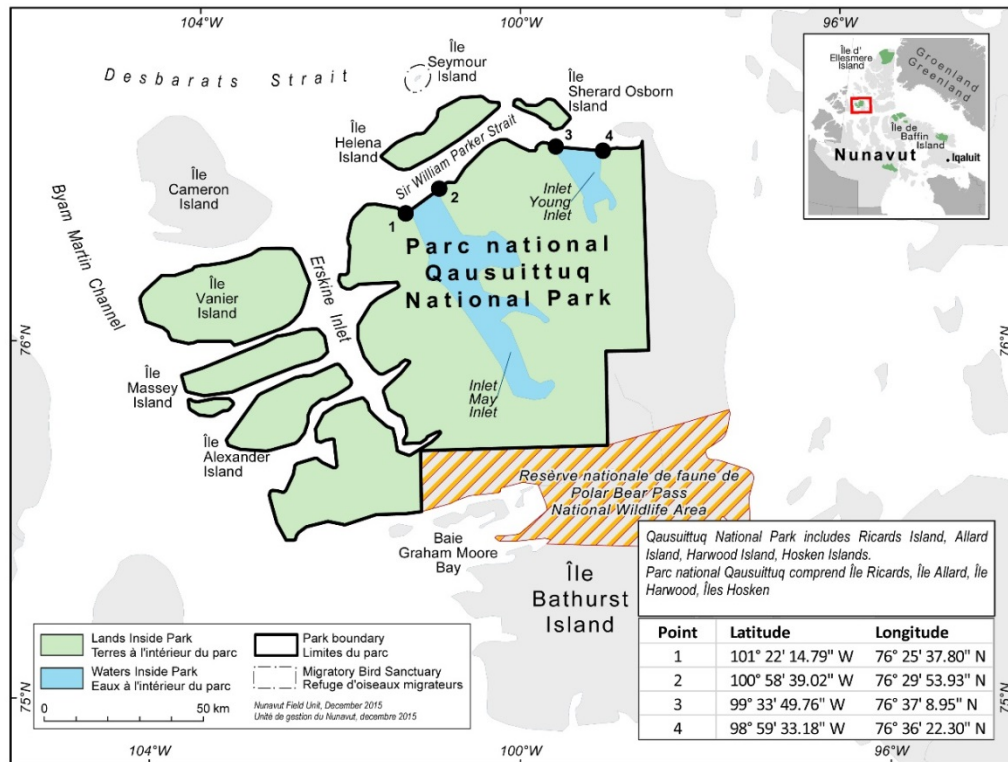 104°W 100°W 96°W
Desbarats Strait
Île
Seymour
Island
Île
Sherard Osborn
Island
Île
Helena
Island
Sir William Parker Strait
3
4
2
1
Inlet
Young
Inlet
Île
Cameron
Island
Byam Martin Channel
Erskine Inlet
Parc national
Qausuittuq
National Park
Île
Vanier
Island
76°N 76°N
Île
Massey
Island
Inlet
May
Inlet
Île
Alexander
Island
Resèrve nationale de faune de
Polar Bear Pass
National Wildlife Area
Baie
Graham Moore
Bay
Île
Bathurst
Island
Île d'
Ellesmere
Island
Groenland
Greenland
Île de
Baffin
Island
Nunavut
Iqaluit
Qausuittuq National Park includes Ricards Island, Allard
Island, Harwood Island, Hosken Islands.
Parc national Qausuittuq comprend Île Ricards, Île Allard, Île
Harwood, Îles Hosken
Point Latitude Longitude
1 101° 22' 14.79" W 76° 25' 37.80" N
2 100° 58' 39.02" W 76° 29' 53.93" N
3 99° 33' 49.76" W 76° 37' 8.95" N
4 98° 59' 33.18" W 76° 36' 22.30" N
Lands Inside Park
Terres à l'intérieur du parc
Waters Inside Park
Eaux à l'intérieur du parc
Park boundary
Limites du parc
Migratory Bird Sanctuary
Refuge d'oiseaux migrateurs
0 50 km
Nunavut Field Unit, December 2015
Unité de gestion du Nunavut, decembre 2015
75°N 75°N
104°W 100°W 96°W